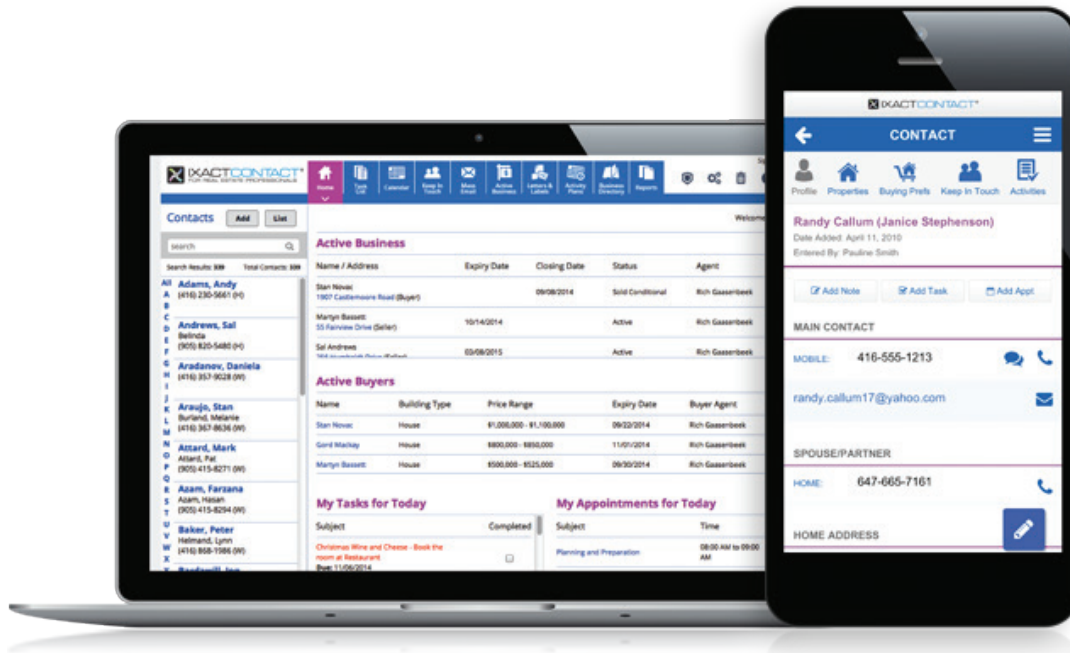 IXACTCONTACT®
FOR REAL ESTATE PROFESSIONALS
Home
Task List
Calendar
Keep In Touch
Mass Email
Active Business
Letters & Labels
Activity Plans
Business Directory
Reports
Contacts
Add
List
Welcome
search
Search Results: 339 Total Contacts: 339
All
A
B
C
D
E
F
G
H
I
J
K
L
M
N
O
P
Q
R
S
T
U
V
W
X
Adams, Andy
(416) 230-5661 (H)
Andrews, Sal
Belinda
(905) 820-5480 (H)
Aradanov, Daniela
(416) 357-9028 (W)
Araujo, Stan
Burland, Melanie
(416) 367-8636 (W)
Attard, Mark
Attard, Pat
(905) 415-8271 (W)
Azam, Farzana
Azam, Hasan
(905) 415-8294 (W)
Baker, Peter
Helmand, Lynn
(416) 868-1986 (W)
Active Business
Name / Address Expiry Date Closing Date Status Agent
Stan Novac
1907 Castlemoore Road (Buyer) 09/08/2014 Sold Conditional Rich Gaasenbeek
Martyn Bassett
55 Fairview Drive (Seller) 10/14/2014 Active Rich Gaasenbeek
Sal Andrews
03/08/2015 Active Rich Gaasenbeek
Active Buyers
Name Building Type Price Range Expiry Date Buyer Agent
Stan Novac House $1,000,000 - $1,100,000 09/22/2014 Rich Gaasenbeek
Gord Mackay House $800,000 - $850,000 11/01/2014 Rich Gaasenbeek
Martyn Bassett House $500,000 - $525,000 09/30/2014 Rich Gaasenbeek
My Tasks for Today
Subject Completed
Christmas Wine and Cheese - Book the
room at Restaurant
Due: 11/06/2014
My Appointments for Today
Subject Time
Planning and Preparation 08:00 AM to 09:00
AM
IXACTCONTACT®
CONTACT
Profile Properties Buying Prefs Keep In Touch Activities
Randy Callum (Janice Stephenson)
Date Added: April 11, 2010
Entered By: Pauline Smith
Add Note Add Task Add Appt
MAIN CONTACT
MOBILE: 416-555-1213
randy.callum17@yahoo.com
SPOUSE/PARTNER
HOME: 647-665-7161
HOME ADDRESS